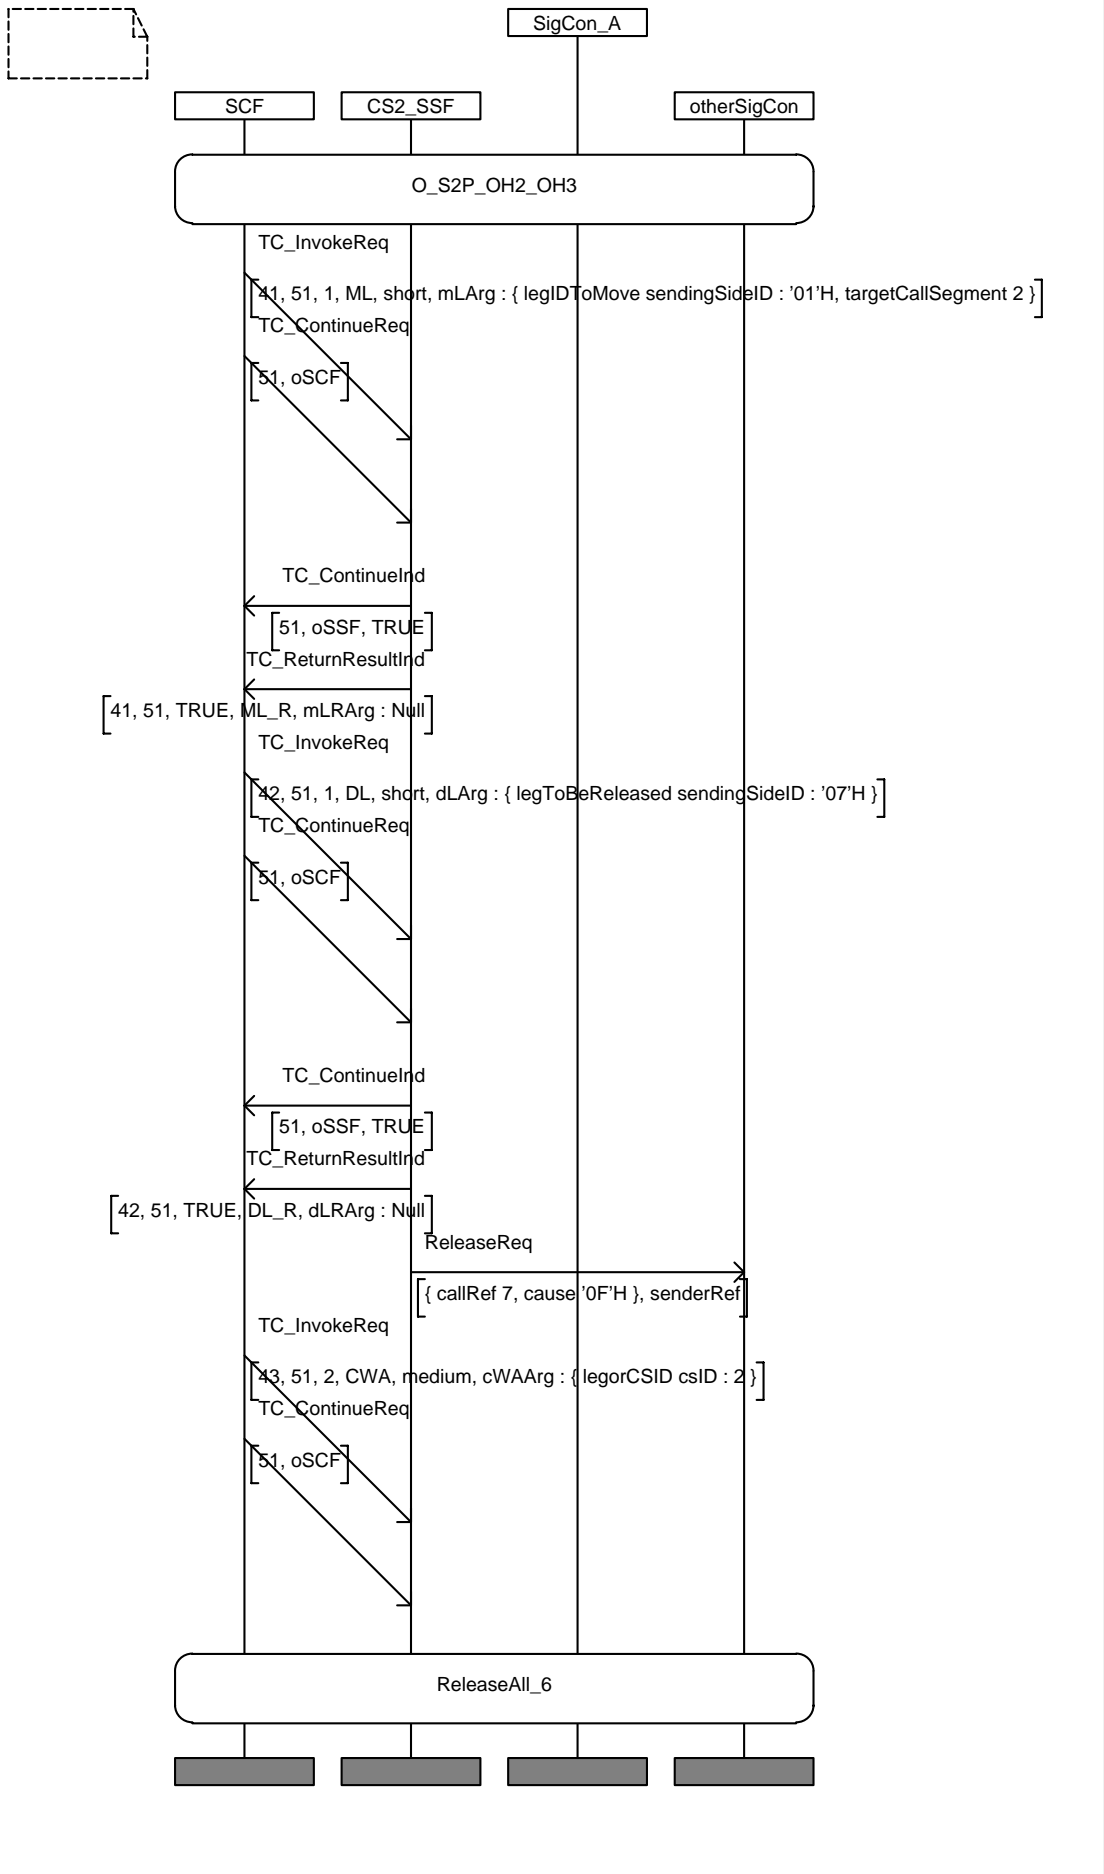 SigCon_A
SCF
CS2_SSF
otherSigCon
O_S2P_OH2_OH3
TC_InvokeReq
41, 51, 1, ML, short, mLArg : { legIDToMove sendingSideID : '01'H, targetCallSegment 2 }
TC_ContinueReq
51, oSCF
TC_ContinueInd
51, oSSF, TRUE
TC_ReturnResultInd
41, 51, TRUE, ML_R, mLRArg : Null
TC_InvokeReq
42, 51, 1, DL, short, dLArg : { legToBeReleased sendingSideID : '07'H }
TC_ContinueReq
51, oSCF
TC_ContinueInd
51, oSSF, TRUE
TC_ReturnResultInd
42, 51, TRUE, DL_R, dLRArg : Null
ReleaseReq
{ callRef 7, cause '0F'H }, senderRef
TC_InvokeReq
43, 51, 2, CWA, medium, cWAArg : { legorCSID csID : 2 }
TC_ContinueReq
51, oSCF
ReleaseAll_6